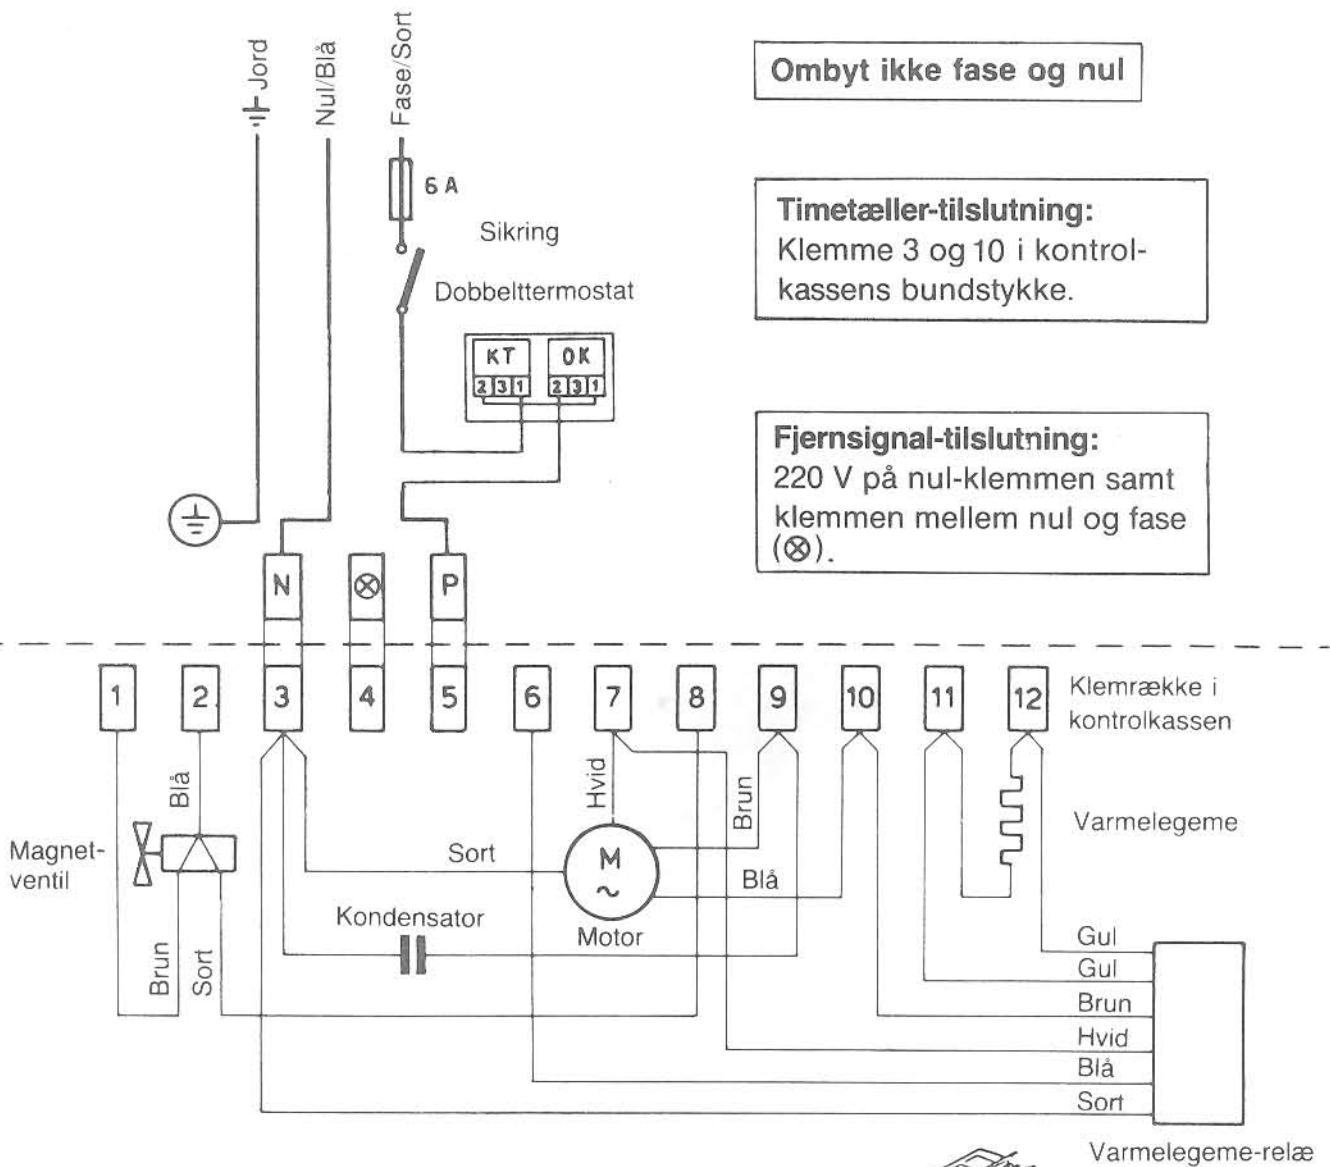 Jord
Nul/Blå
Fase/Sort
Ombyt ikke fase og nul
6 A
Sikring
Timetæller-tilslutning:
Klemme 3 og 10 i kontrol-
kassens bundstykke.
Dobbelttermostat
KT OK
2 3 1 2 3 1
Fjernsignal-tilslutning:
220 V på nul-klemmen samt
klemmen mellem nul og fase
(⊗).
N ⊗ P
1 2 3 4 5 6 7 8 9 10 11 12
Klemrække i
kontrolkassen
Blå
Hvid
Brun
Varmelegeme
Magnet-
ventil
Sort
M
~
Blå
Kondensator
Motor
Brun
Sort
Gul
Gul
Brun
Hvid
Blå
Sort
Varmelegeme-relæ